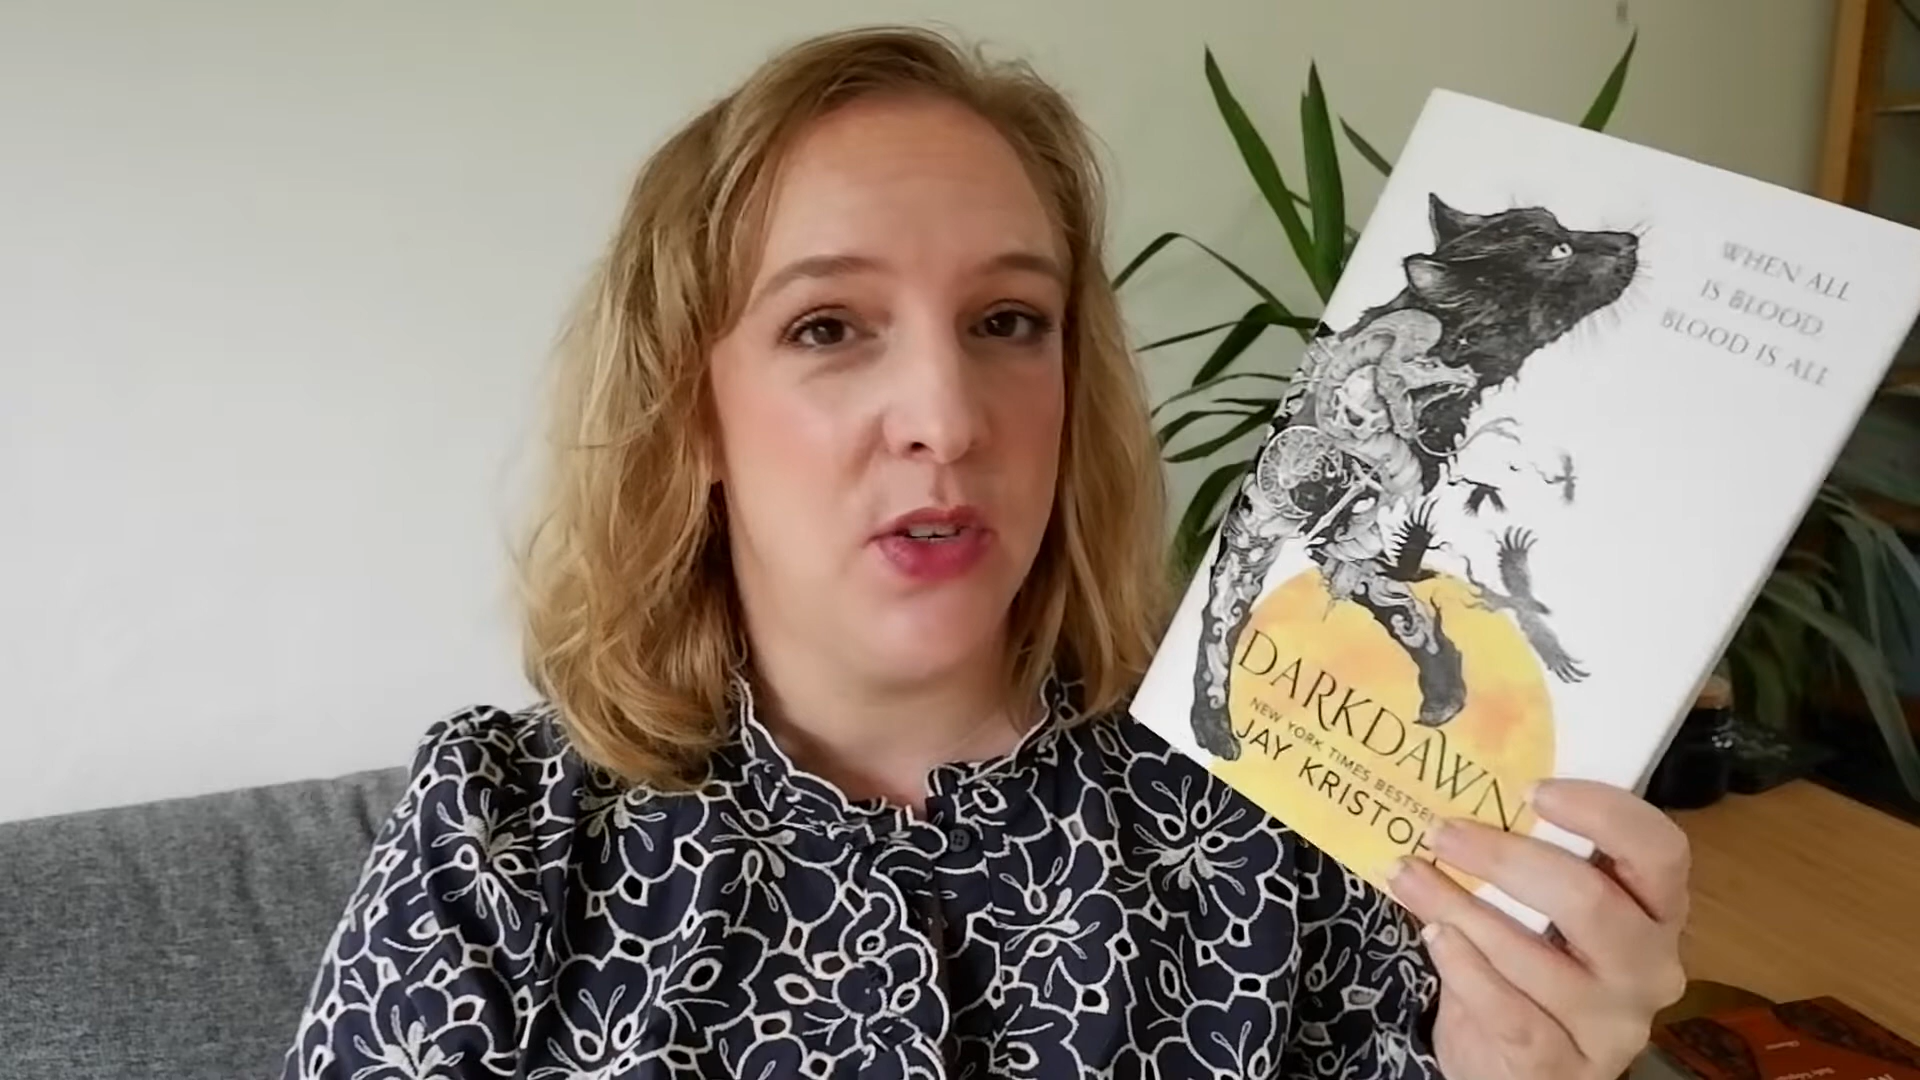 WHEN ALL
IS BLOOD
BLOOD IS ALL
DARKDAWN
NEW YORK TIMES BESTSE
JAY KRISTOF